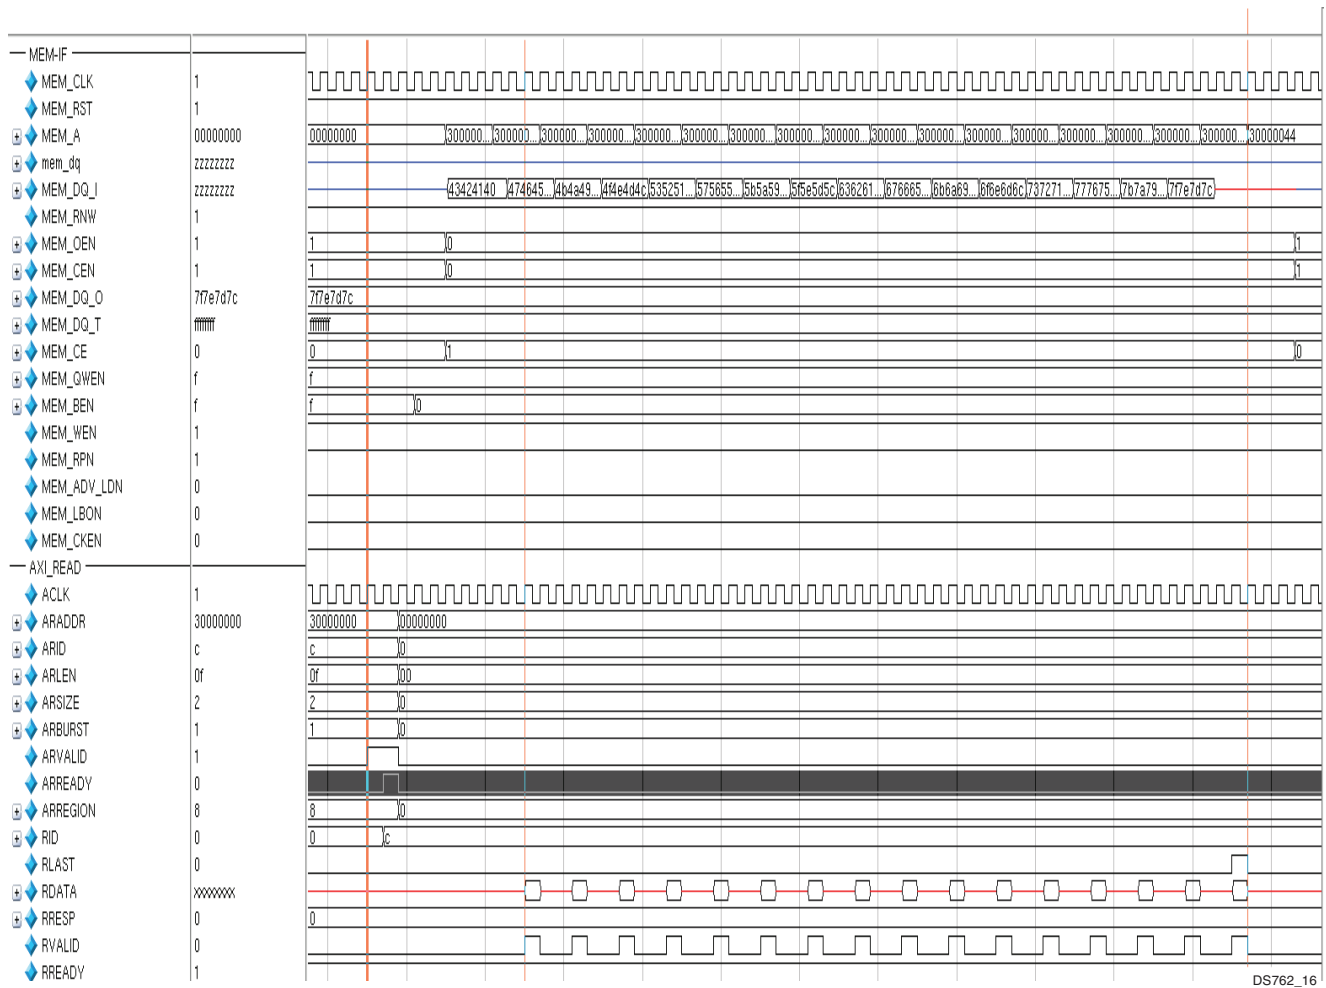 MEM-IF
MEM_CLK 1
MEM_RST 1
MEM_A 00000000 00000000 300000... 300000... 300000... 300000... 300000... 300000... 300000... 300000... 300000... 300000... 300000... 300000... 300000... 300000... 300000... 300000... 300000... 30000044
mem_dq zzzzzzzz
MEM_DQ_I zzzzzzzz 43424140 474645... 4b4a49... 4f4e4d4c 535251... 575655... 5b5a59... 5f5e5d5c 636261... 676665... 6b6a69... 6f6e6d6c 737271... 777675... 7b7a79... 7f7e7d7c
MEM_RNW 1
MEM_OEN 1 1 0 1
MEM_CEN 1 1 0 1
MEM_DQ_O 7f7e7d7c 7f7e7d7c
MEM_DQ_T ffffffff ffffffff
MEM_CE 0 0 1 0
MEM_QWEN f f
MEM_BEN f f 0
MEM_WEN 1
MEM_RPN 1
MEM_ADV_LDN 0
MEM_LBON 0
MEM_CKEN 0
AXI_READ
ACLK 1
ARADDR 30000000 30000000 00000000
ARID c c 0
ARLEN 0f 0f 00
ARSIZE 2 2 0
ARBURST 1 1 0
ARVALID 1
ARREADY 0
ARREGION 8 8 0
RID 0 0 c
RLAST 0
RDATA xxxxxxxx
RRESP 0 0
RVALID 0
RREADY 1
DS762_16